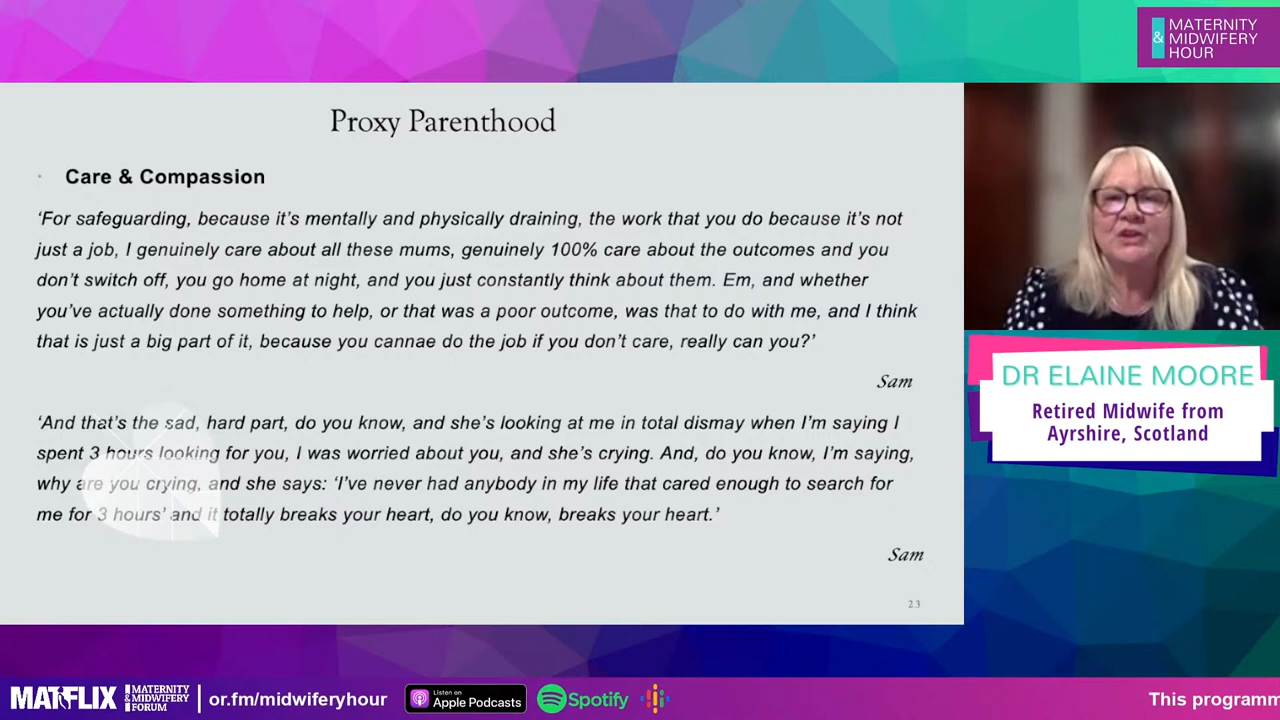 & MATERNITY
MIDWIFERY
HOUR
Proxy Parenthood
· Care & Compassion
‘For safeguarding, because it’s mentally and physically draining, the work that you do because it’s not
just a job, I genuinely care about all these mums, genuinely 100% care about the outcomes and you
don’t switch off, you go home at night, and you just constantly think about them. Em, and whether
you’ve actually done something to help, or that was a poor outcome, was that to do with me, and I think
that is just a big part of it, because you cannae do the job if you don’t care, really can you?’
Sam
‘And that’s the sad, hard part, do you know, and she’s looking at me in total dismay when I’m saying I
spent 3 hours looking for you, I was worried about you, and she’s crying. And, do you know, I’m saying,
why are you crying, and she says: ‘I’ve never had anybody in my life that cared enough to search for
me for 3 hours’ and it totally breaks your heart, do you know, breaks your heart.’
Sam
23
DR ELAINE MOORE
Retired Midwife from
Ayrshire, Scotland
MATFLIX
MATERNITY
& MIDWIFERY
FORUM
or.fm/midwiferyhour
Listen on
Apple Podcasts
Spotify
This programm